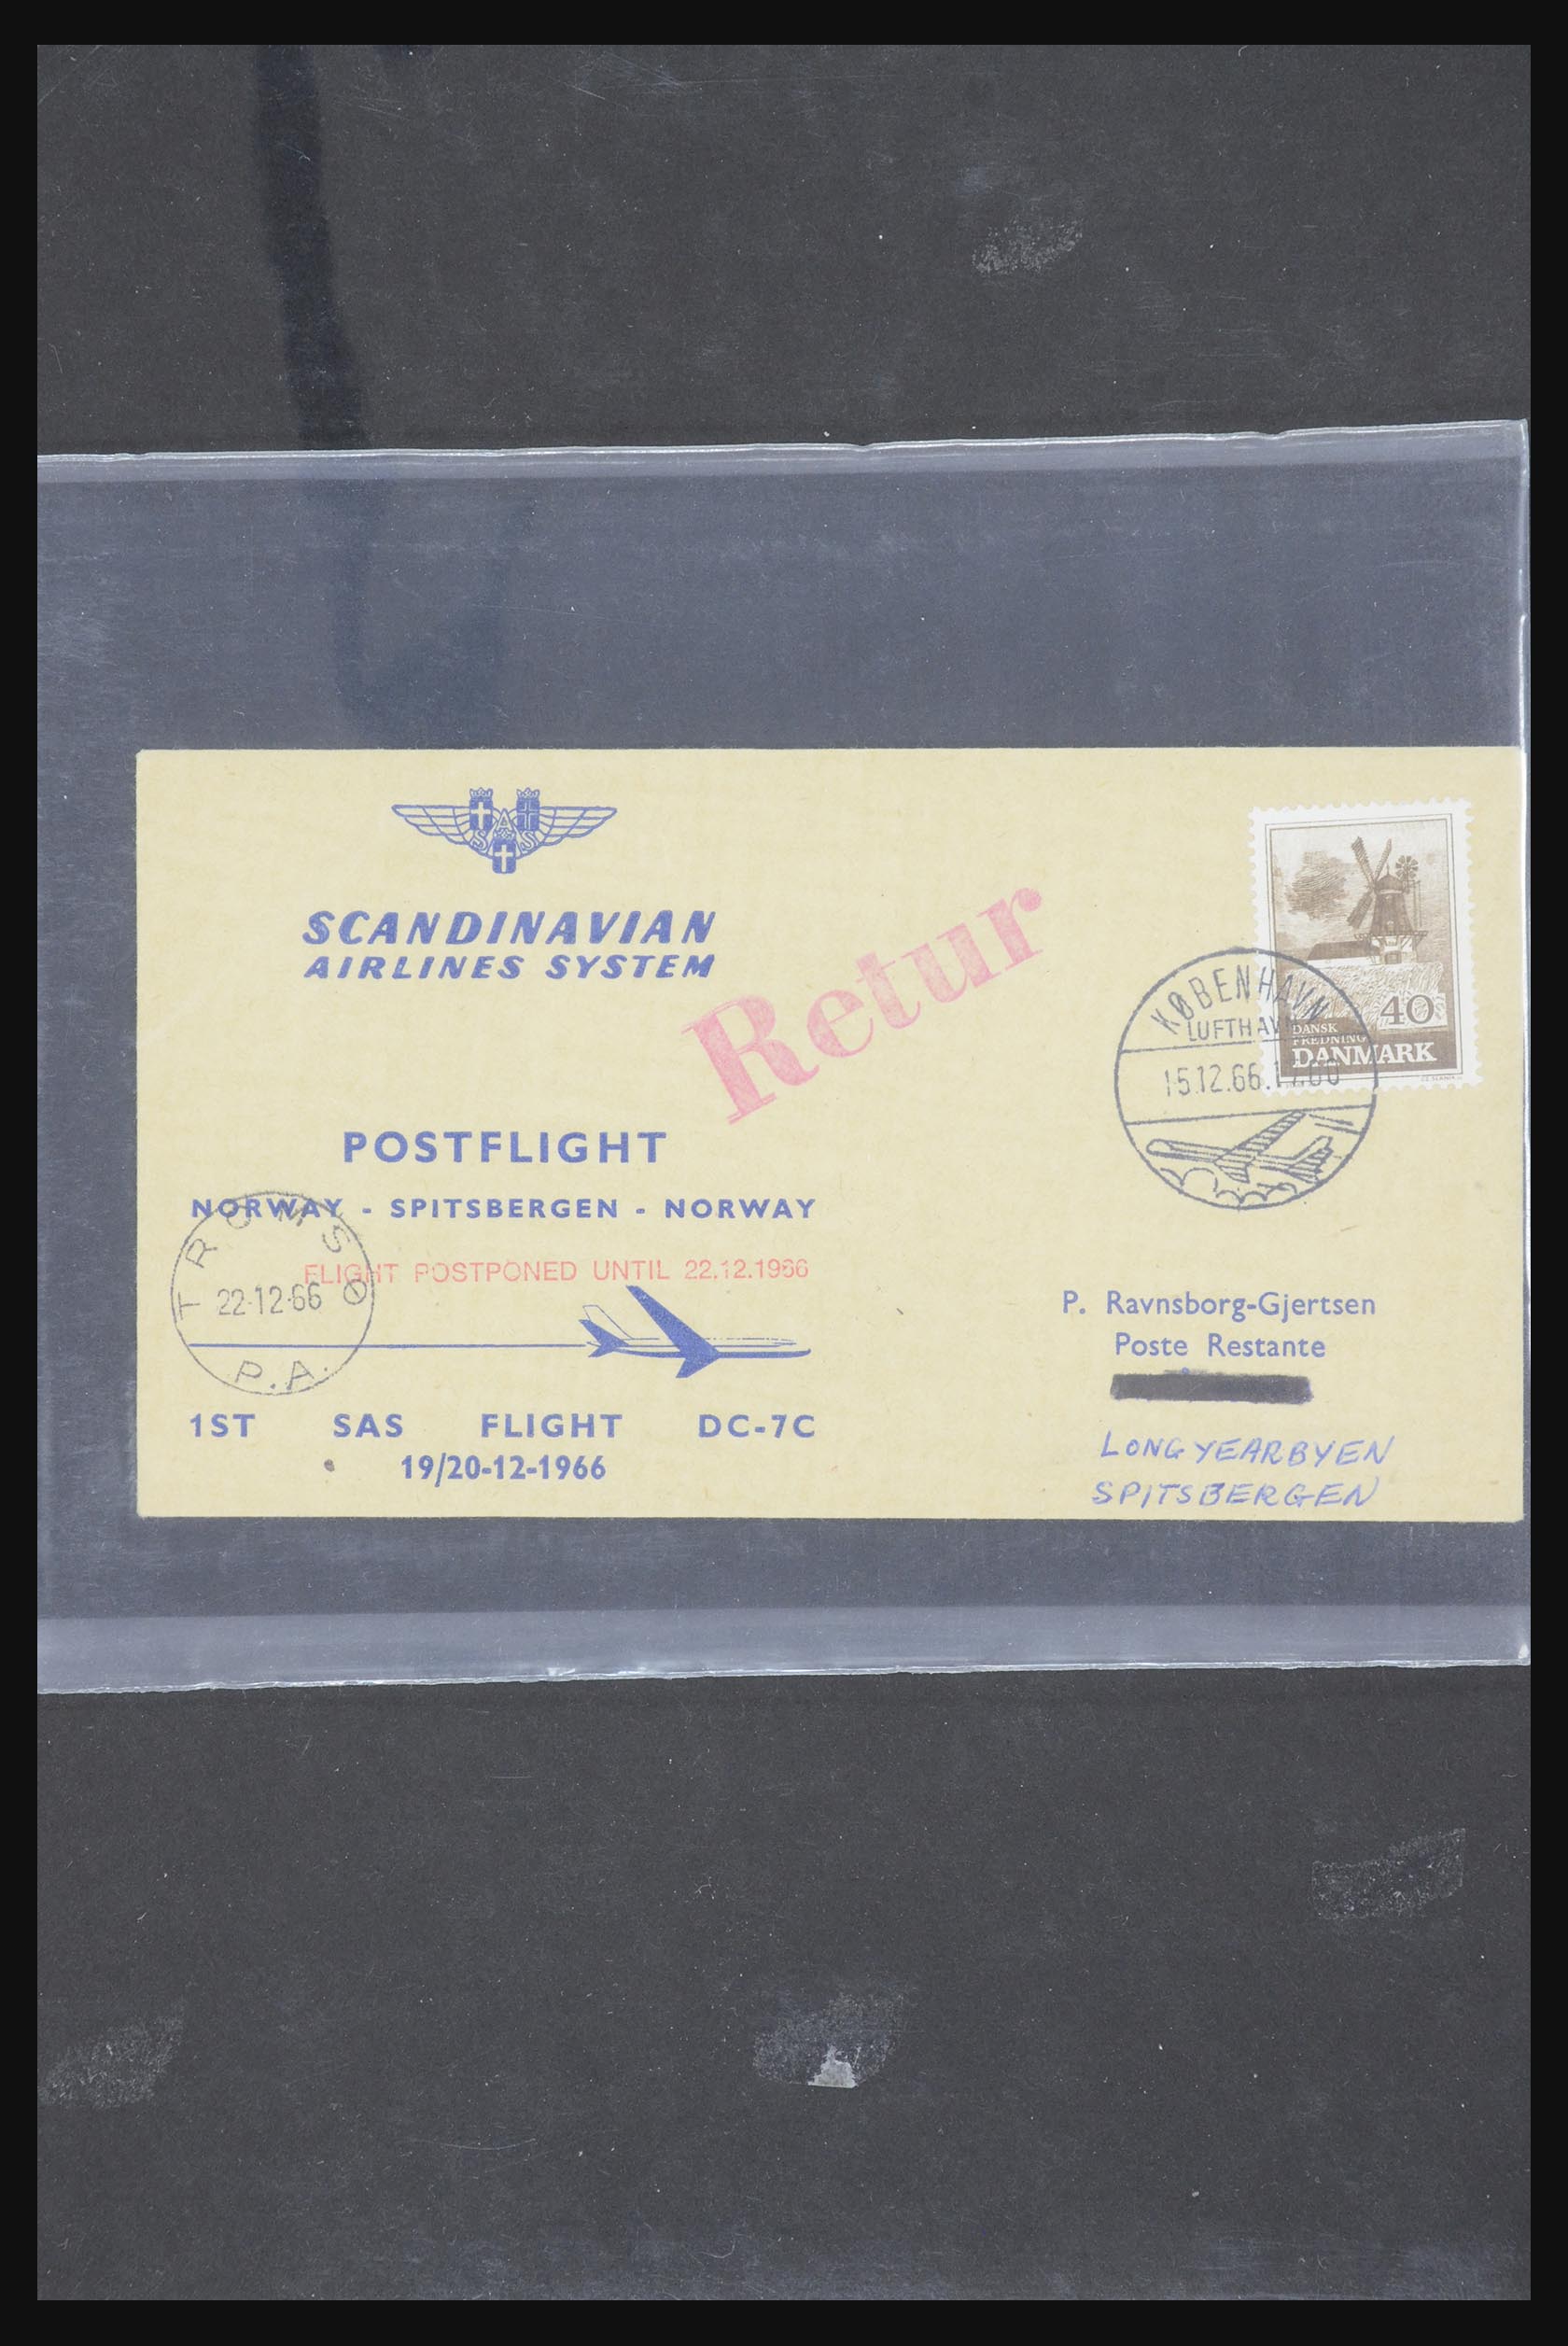 SAS
SCANDINAVIAN
AIRLINES SYSTEM
Retur
40
DANSK
FREDNING
DANMARK
KØBENHAVN
LUFTHAVN
15.12.66.
POSTFLIGHT
NORWAY - SPITSBERGEN - NORWAY
FLIGHT POSTPONED UNTIL 22.12.1966
TROMSØ
22-12-66
P.A.
1ST SAS FLIGHT DC-7C
19/20-12-1966
P. Ravnsborg-Gjertsen
Poste Restante
LONGYEARBYEN
SPITSBERGEN